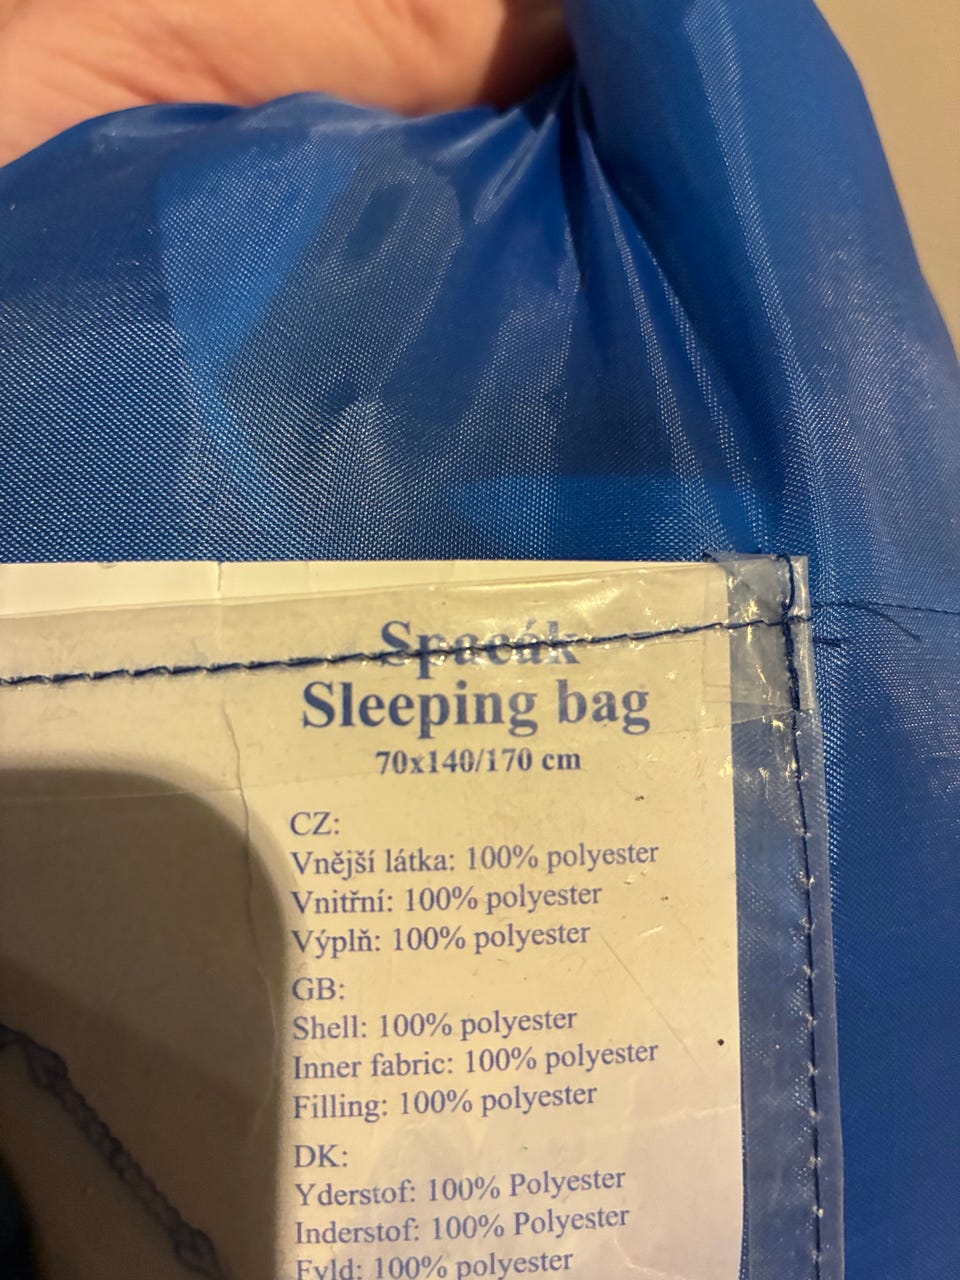 Spacák
Sleeping bag
70x140/170 cm
CZ:
Vnější látka: 100% polyester
Vnitřní: 100% polyester
Výplň: 100% polyester
GB:
Shell: 100% polyester
Inner fabric: 100% polyester
Filling: 100% polyester
DK:
Yderstof: 100% Polyester
Inderstof: 100% Polyester
Fyld: 100% polyester